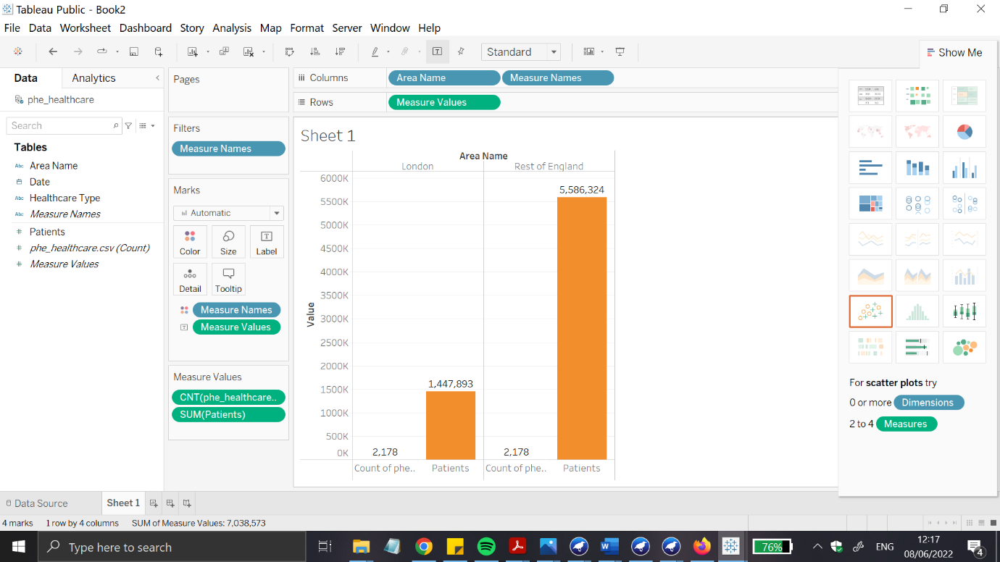 Tableau Public - Book2
File Data Worksheet Dashboard Story Analysis Map Format Server Window Help
Standard
Show Me
Data Analytics
phe_healthcare
Search
Tables
Abc Area Name
Date
Abc Healthcare Type
Abc Measure Names
# Patients
# phe_healthcare.csv (Count)
# Measure Values
Pages
Filters
Measure Names
Marks
Automatic
Color Size Label
Detail Tooltip
Measure Names
Measure Values
Measure Values
CNT(phe_healthcare..
SUM(Patients)
Columns Area Name Measure Names
Rows Measure Values
Sheet 1
Area Name
London Rest of England
6000K
5500K
5000K
4500K
4000K
3500K
3000K
2500K
2000K
1500K
1000K
500K
0K
Value
2,178 1,447,893 2,178 5,586,324
Count of phe.. Patients Count of phe.. Patients
For scatter plots try
0 or more Dimensions
2 to 4 Measures
Data Source Sheet 1
4 marks 1 row by 4 columns SUM of Measure Values: 7,038,573
Type here to search
76%
ENG
12:17
08/06/2022
4